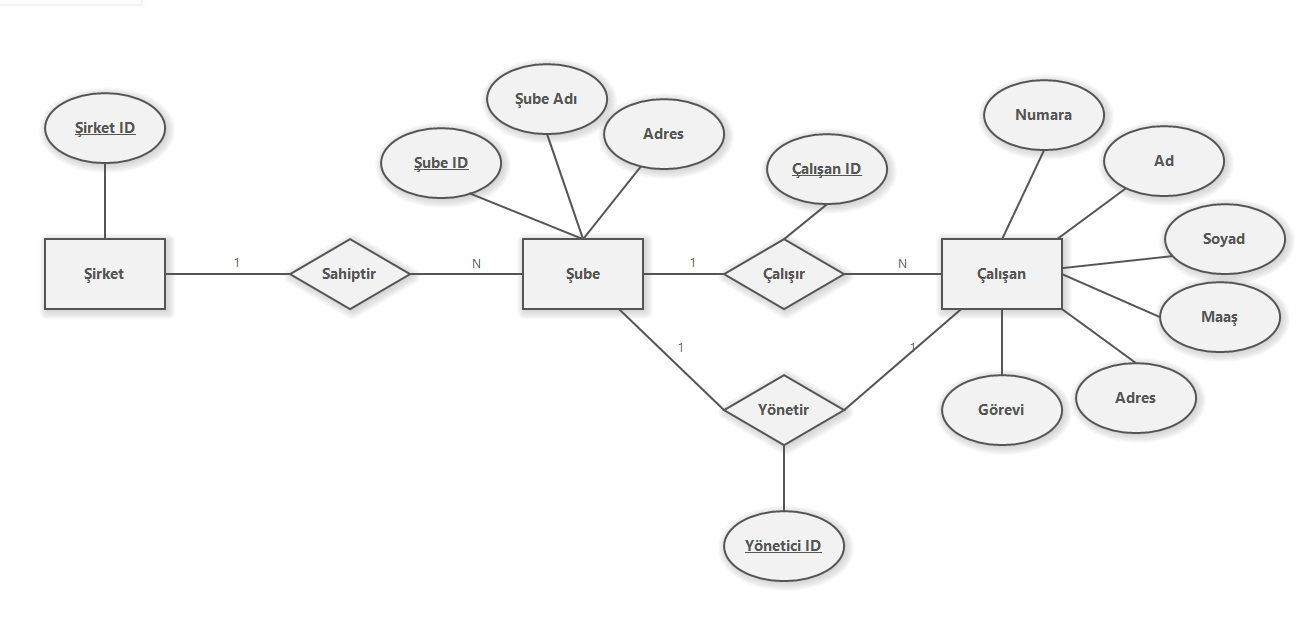 Şube Adı
Numara
Şirket ID
Adres
Şube ID
Ad
Çalışan ID
Soyad
1
N
1
N
Şirket
Sahiptir
Şube
Çalışır
Çalışan
Maaş
1
1
Adres
Yönetir
Görevi
Yönetici ID